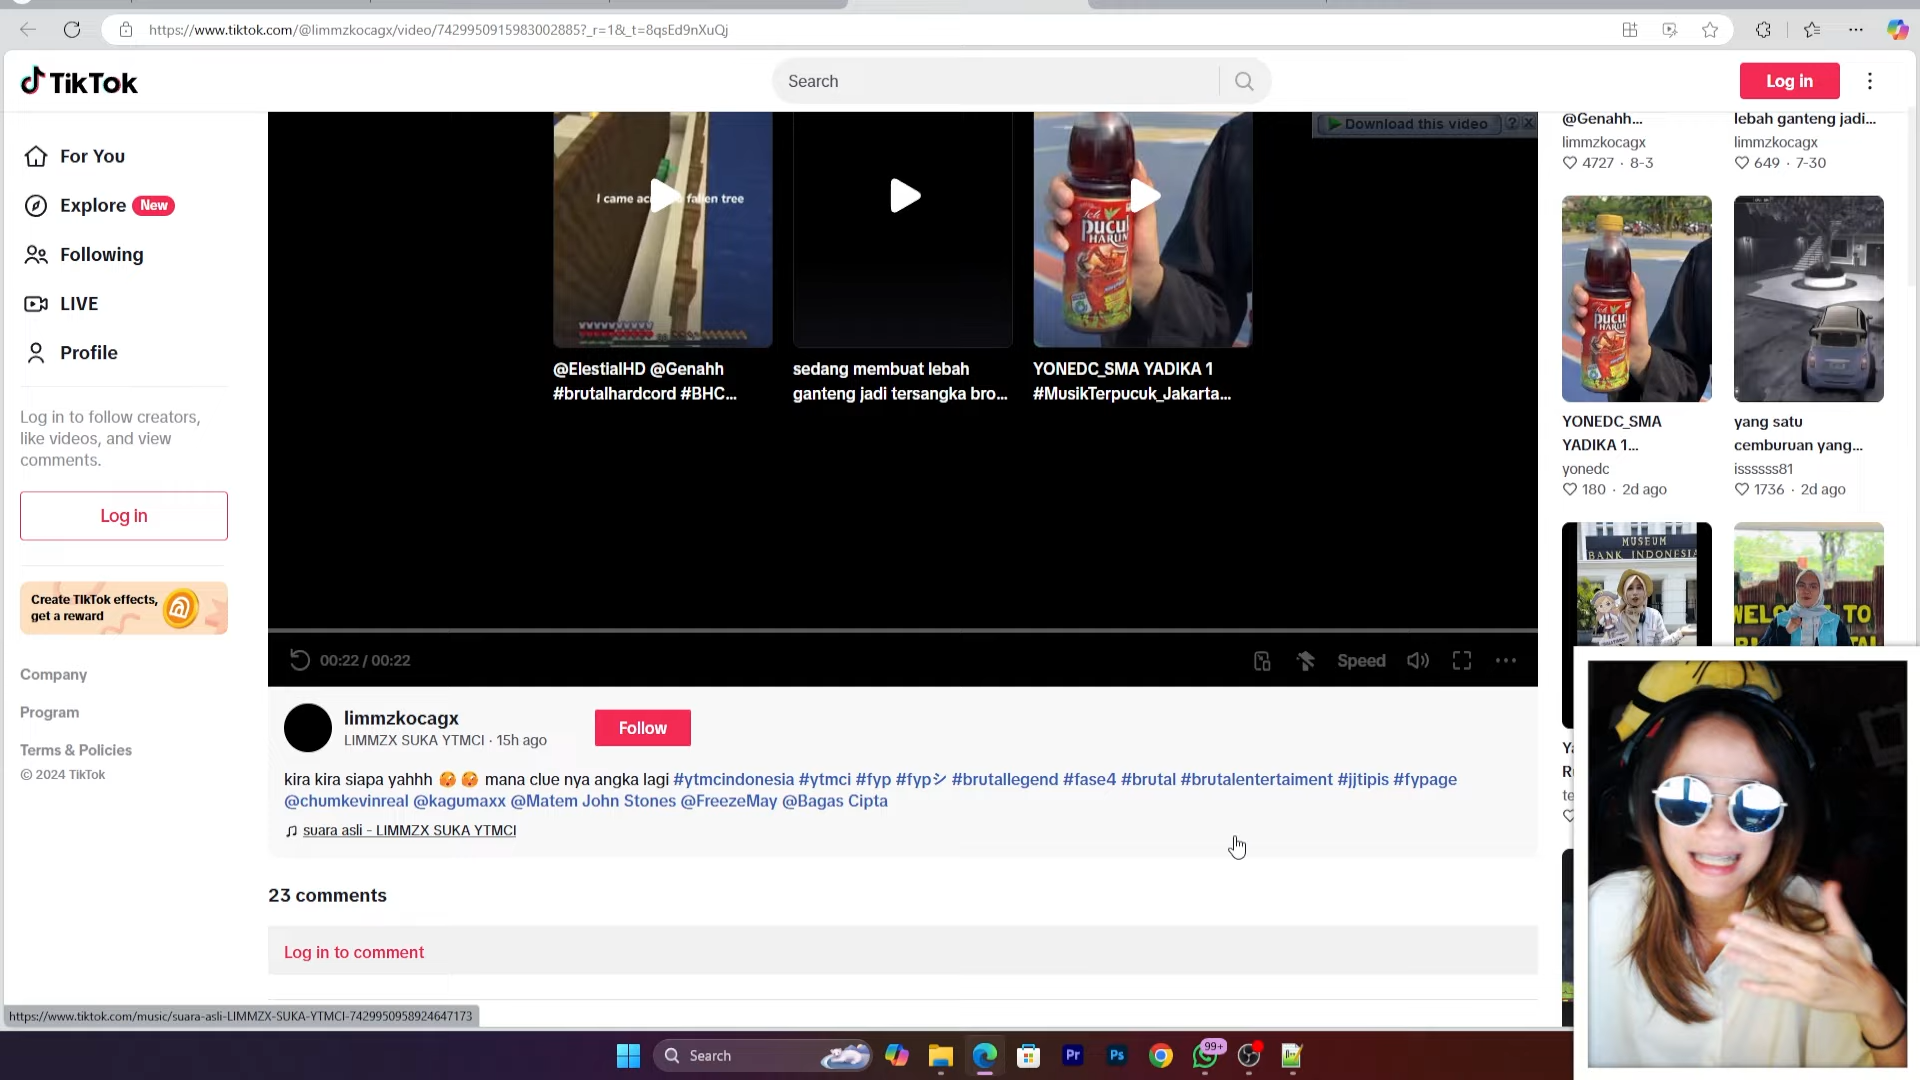 https://www.tiktok.com/@limmzkocagx/video/7429950915983002885?_r=1&_t=8qsEd9nXuQj
TikTok
Search
Log in
For You
Explore New
Following
LIVE
Profile
Log in to follow creators,
like videos, and view
comments.
Log in
Create TikTok effects,
get a reward
Company
Program
Terms & Policies
© 2024 TikTok
Download this video
PUCU
HARUM
@ElestialHD @Genahh
#brutalhardcord #BHC...
sedang membuat lebah
ganteng jadi tersangka bro...
YONEDC_SMA YADIKA 1
#MusikTerpucuk_Jakarta...
00:22 / 00:22
Speed
limmzkocagx
LIMMZX SUKA YTMCI · 15h ago
Follow
kira kira siapa yahhh 🥵 🥵 mana clue nya angka lagi #ytmcindonesia #ytmci #fyp #fypシ #brutallegend #fase4 #brutal #brutalentertaiment #jjtipis #fypage
@chumkevinreal @kagumaxx @Matem John Stones @FreezeMay @Bagas Cipta
♫ suara asli - LIMMZX SUKA YTMCI
23 comments
Log in to comment
@Genahh...
limmzkocagx
4727 · 8-3
lebah ganteng jadi...
limmzkocagx
649 · 7-30
YONEDC_SMA
YADIKA 1...
yonedc
180 · 2d ago
yang satu
cemburuan yang...
issssss81
1736 · 2d ago
MUSEUM
BANK INDONESIA
https://www.tiktok.com/music/suara-asli-LIMMZX-SUKA-YTMCI-7429950958924647173
Search
Pr
Ps
99+